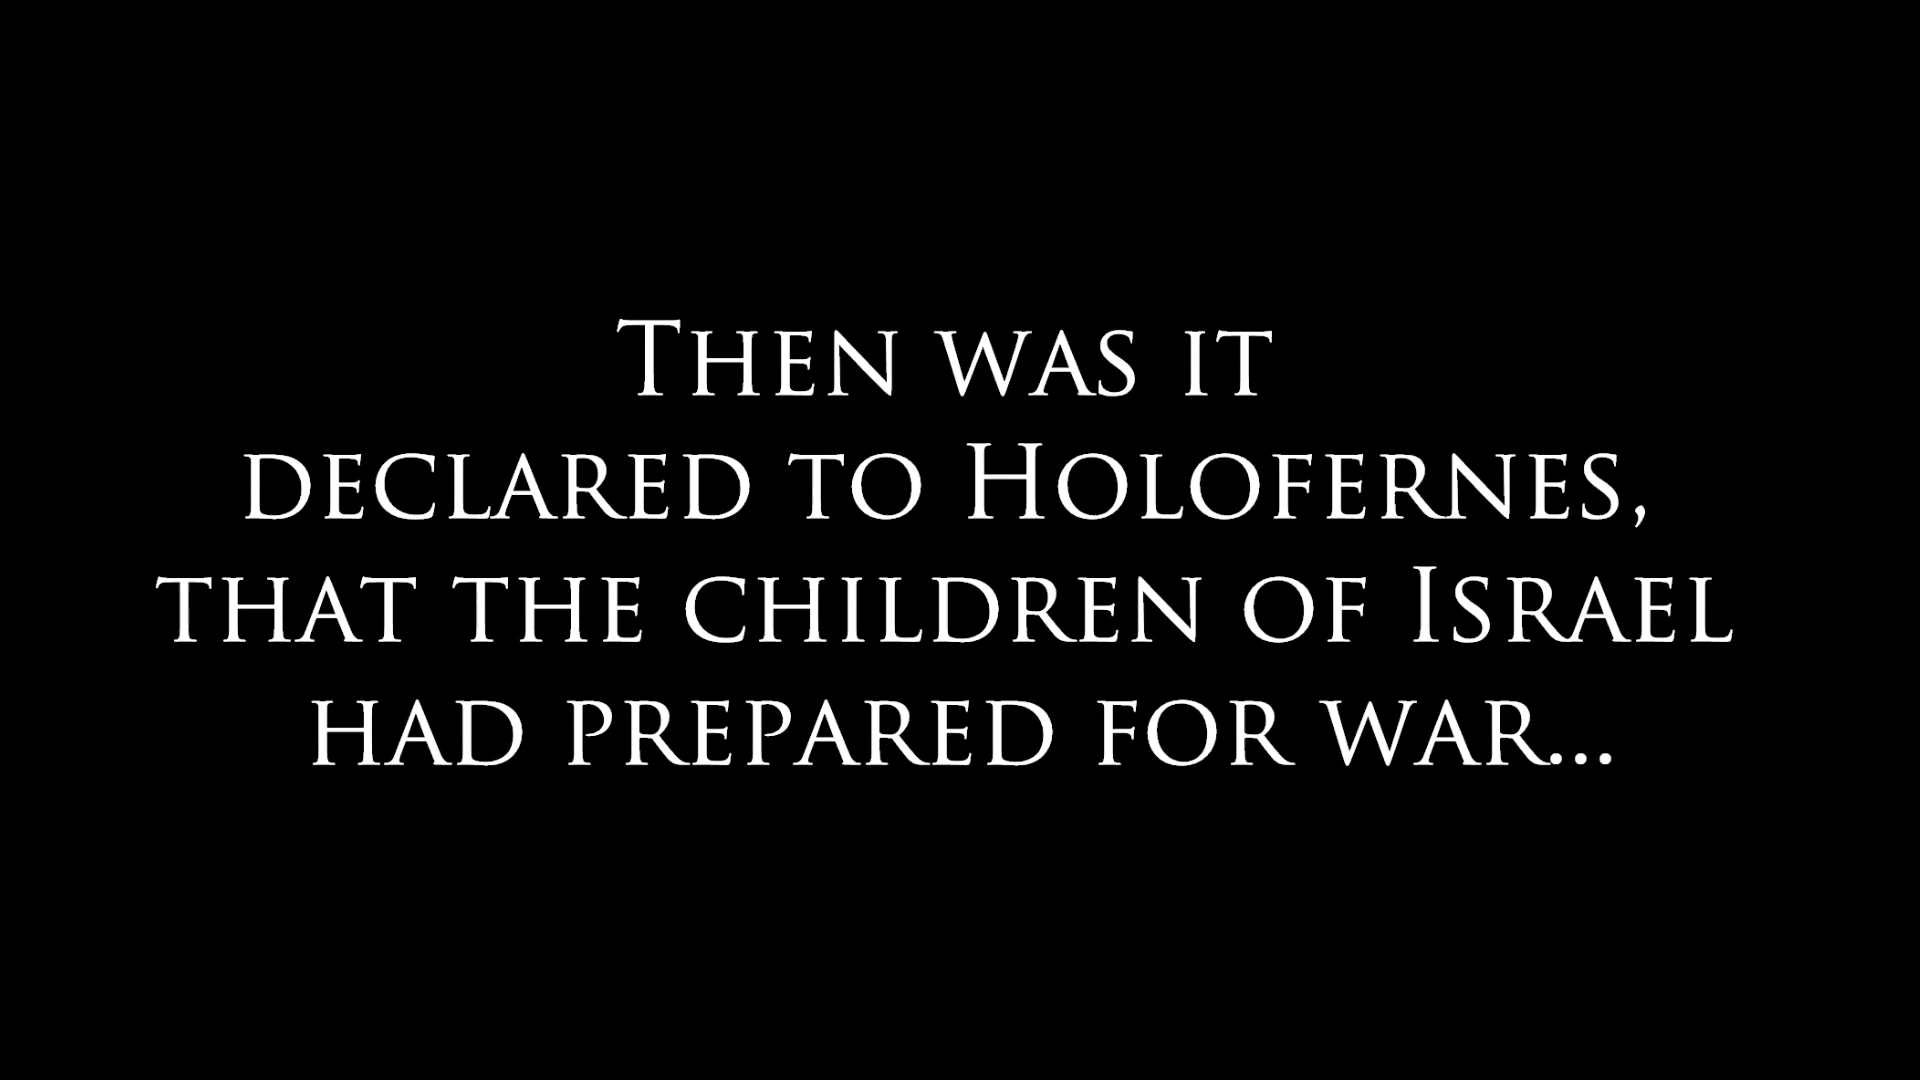 Then was it
declared to Holofernes,
that the children of Israel
had prepared for war...